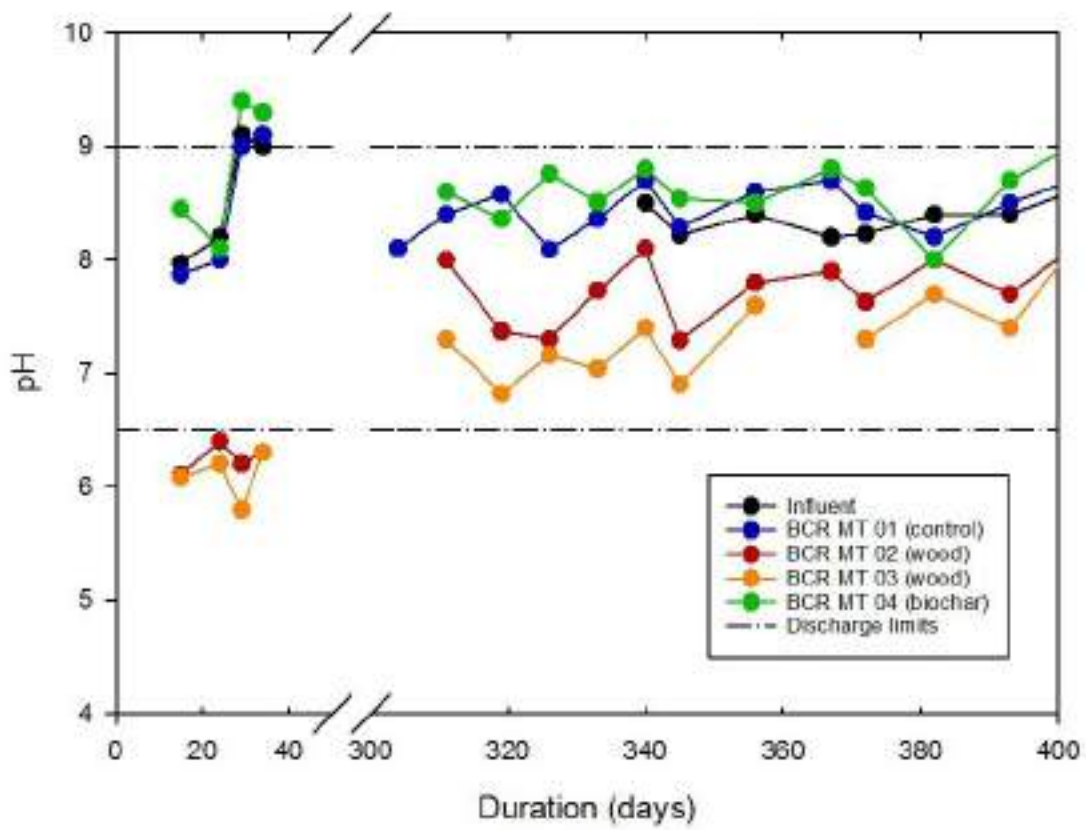 10
9
8
7
6
5
4
pH
0 20 40 300 320 340 360 380 400
Duration (days)
Influent
BCR MT 01 (control)
BCR MT 02 (wood)
BCR MT 03 (wood)
BCR MT 04 (biochar)
Discharge limits